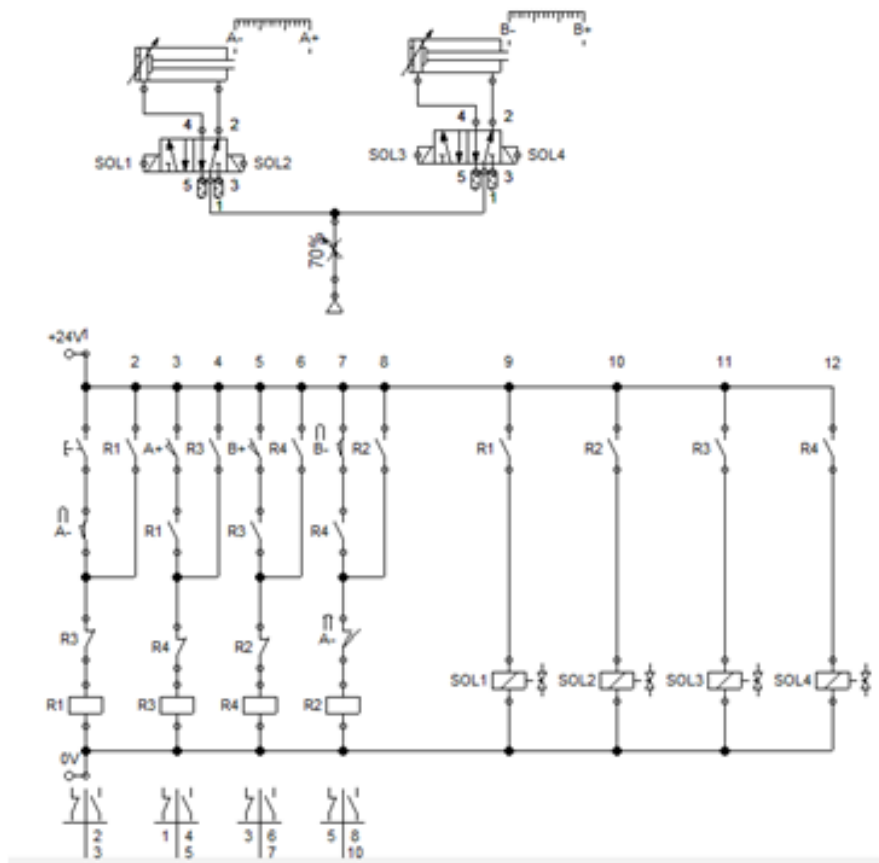 A- A+ B- B+
4 2 4 2
SOL1 SOL2 SOL3 SOL4
5 3 5 3
1 1
70%
+24V 1 2 3 4 5 6 7 8 9 10 11 12
R1 A+ R3 B+ R4 B- R2 R1 R2 R3 R4
A- R1 R3 R4
R3 R4 R2 A-
SOL1 SOL2 SOL3 SOL4
R1 R3 R4 R2
0V
2 1 4 3 6 5 8
3 5 7 10